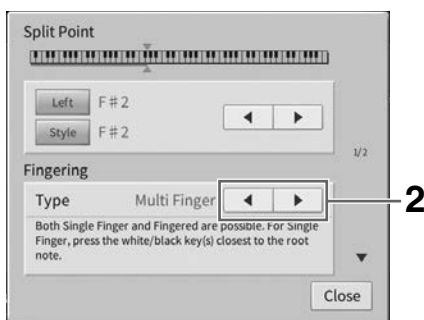 Split Point
Left F#2
Style F#2
1/2
Fingering
Type Multi Finger
2
Both Single Finger and Fingered are possible. For Single
Finger, press the white/black key(s) closest to the root
note.
Close